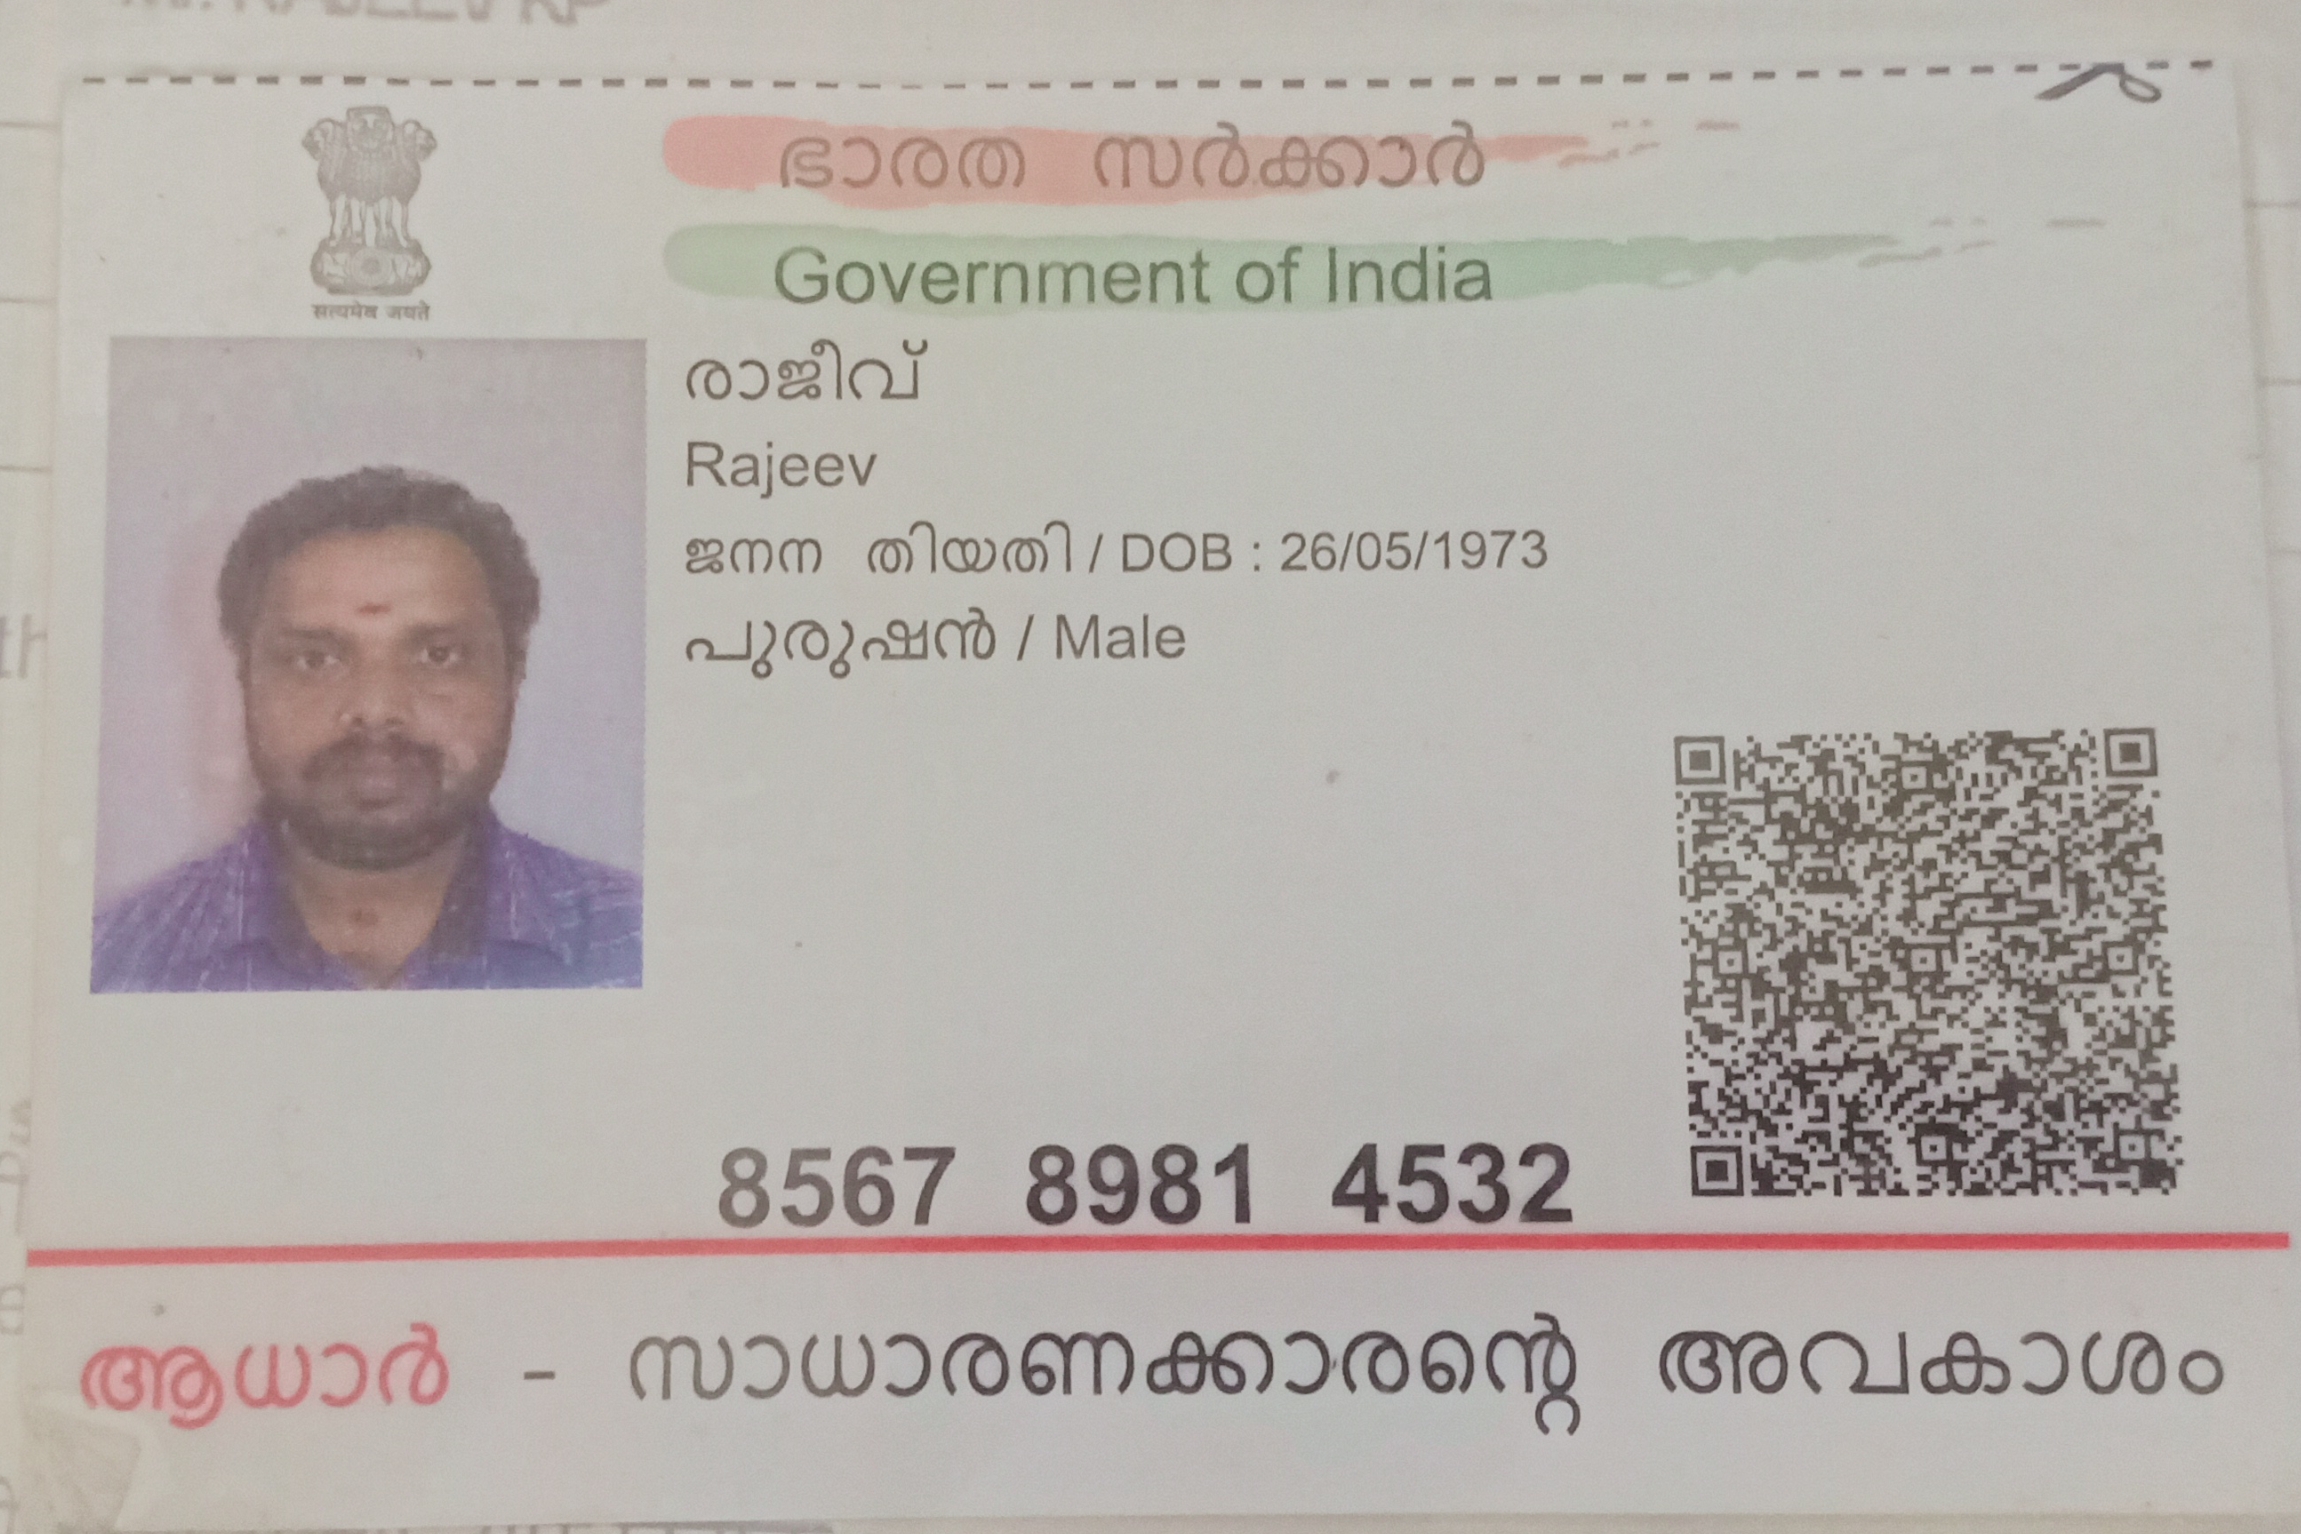 सत्यमेव जयते
ഭാരത സർക്കാർ
Government of India
രാജീവ്
Rajeev
ജനന തിയതി / DOB : 26/05/1973
പുരുഷൻ / Male
8567 8981 4532
ആധാർ - സാധാരണക്കാരന്റെ അവകാശം